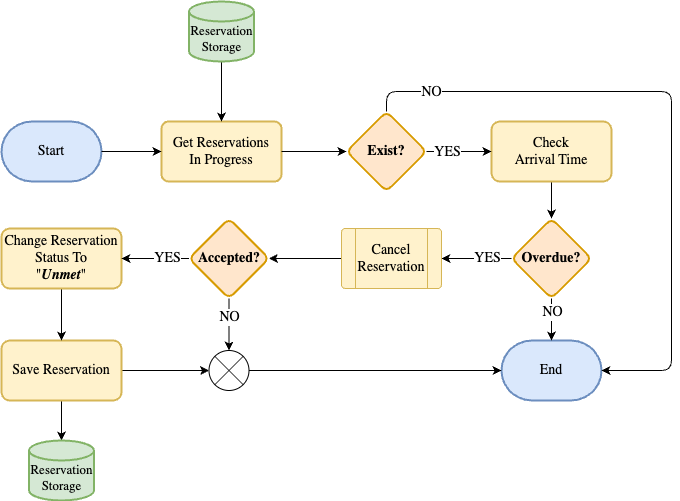 Reservation
Storage
NO
Start
Get Reservations
In Progress
Exist?
YES
Check
Arrival Time
Change Reservation
Status To
"Unmet"
YES
Accepted?
Cancel
Reservation
YES
Overdue?
NO
NO
Save Reservation
End
Reservation
Storage